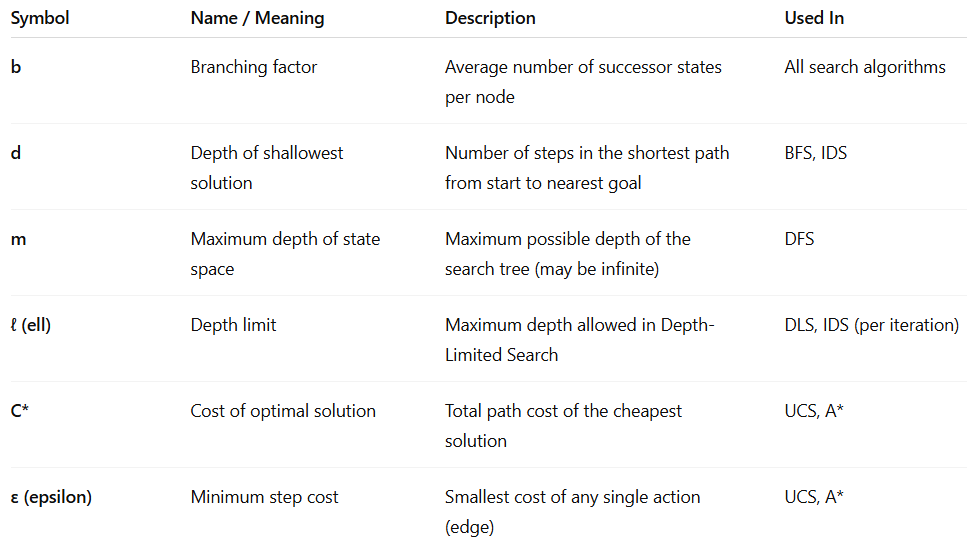 Symbol Name / Meaning Description Used In
b Branching factor Average number of successor states All search algorithms
per node
d Depth of shallowest Number of steps in the shortest path BFS, IDS
solution from start to nearest goal
m Maximum depth of state Maximum possible depth of the DFS
space search tree (may be infinite)
ℓ (ell) Depth limit Maximum depth allowed in Depth- DLS, IDS (per iteration)
Limited Search
C* Cost of optimal solution Total path cost of the cheapest UCS, A*
solution
ε (epsilon) Minimum step cost Smallest cost of any single action UCS, A*
(edge)